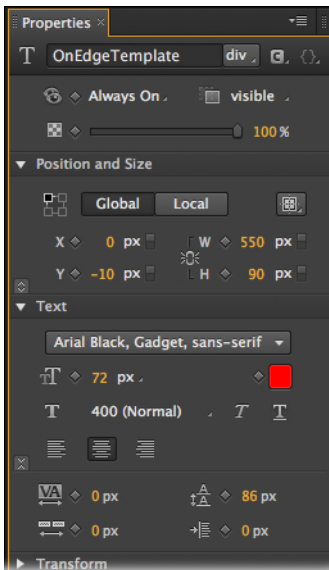 Properties ×
T OnEdgeTemplate div C {}
Always On visible
100 %
Position and Size
Global Local
X 0 px W 550 px
Y -10 px H 90 px
Text
Arial Black, Gadget, sans-serif
TT 72 px
T 400 (Normal) T T
VA 0 px A A 86 px
0 px 0 px
Transform